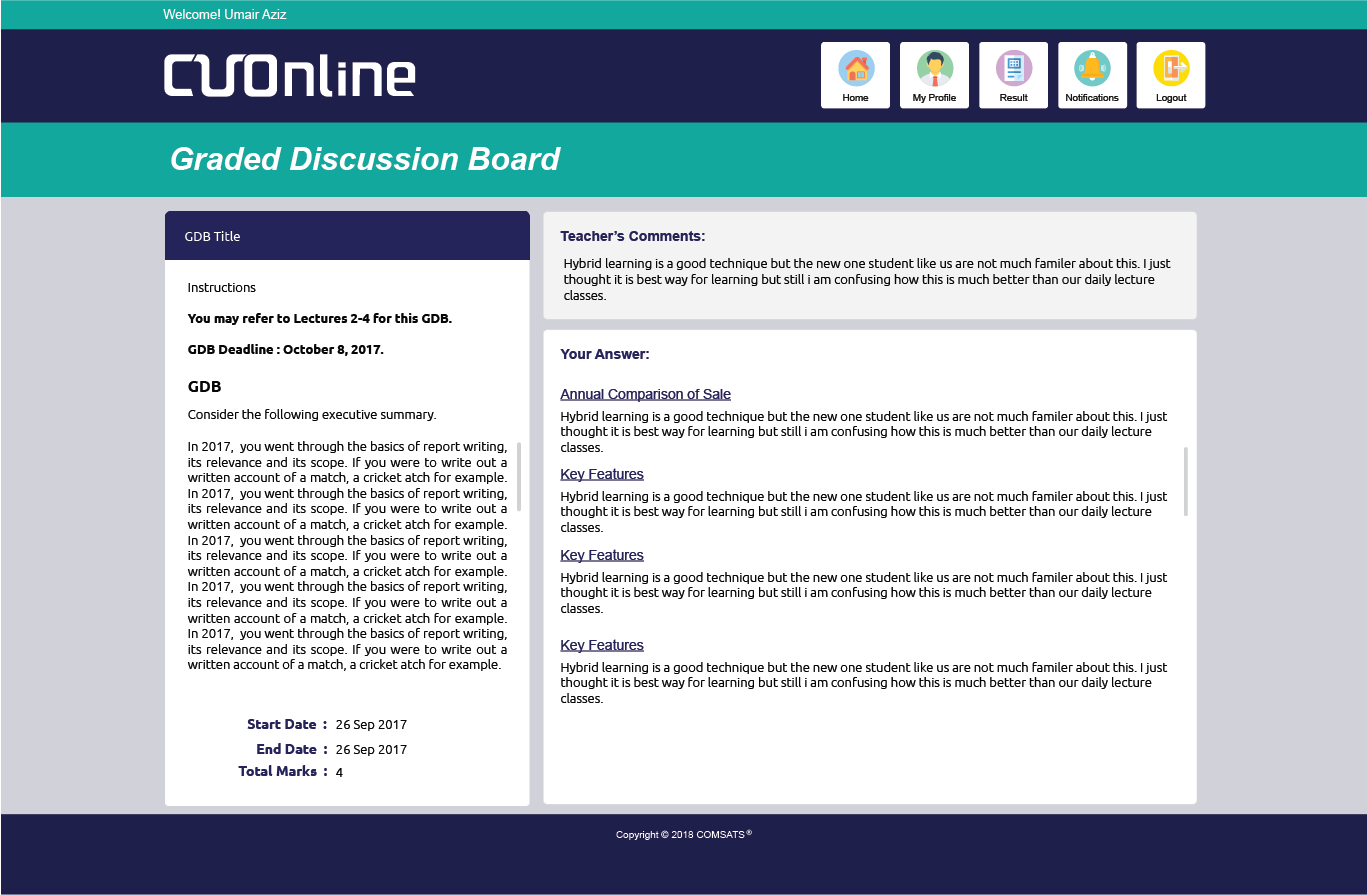 Welcome! Umair Aziz
CUOnline
Home
My Profile
Result
Notifications
Logout
Graded Discussion Board
GDB Title
Instructions
You may refer to Lectures 2-4 for this GDB.
GDB Deadline : October 8, 2017.
GDB
Consider the following executive summary.
In 2017, you went through the basics of report writing,
its relevance and its scope. If you were to write out a
written account of a match, a cricket atch for example.
In 2017, you went through the basics of report writing,
its relevance and its scope. If you were to write out a
written account of a match, a cricket atch for example.
In 2017, you went through the basics of report writing,
its relevance and its scope. If you were to write out a
written account of a match, a cricket atch for example.
In 2017, you went through the basics of report writing,
its relevance and its scope. If you were to write out a
written account of a match, a cricket atch for example.
In 2017, you went through the basics of report writing,
its relevance and its scope. If you were to write out a
written account of a match, a cricket atch for example.
Start Date : 26 Sep 2017
End Date : 26 Sep 2017
Total Marks : 4
Teacher's Comments:
Hybrid learning is a good technique but the new one student like us are not much familer about this. I just
thought it is best way for learning but still i am confusing how this is much better than our daily lecture
classes.
Your Answer:
Annual Comparison of Sale
Hybrid learning is a good technique but the new one student like us are not much familer about this. I just
thought it is best way for learning but still i am confusing how this is much better than our daily lecture
classes.
Key Features
Hybrid learning is a good technique but the new one student like us are not much familer about this. I just
thought it is best way for learning but still i am confusing how this is much better than our daily lecture
classes.
Key Features
Hybrid learning is a good technique but the new one student like us are not much familer about this. I just
thought it is best way for learning but still i am confusing how this is much better than our daily lecture
classes.
Key Features
Hybrid learning is a good technique but the new one student like us are not much familer about this. I just
thought it is best way for learning but still i am confusing how this is much better than our daily lecture
classes.
Copyright © 2018 COMSATS®